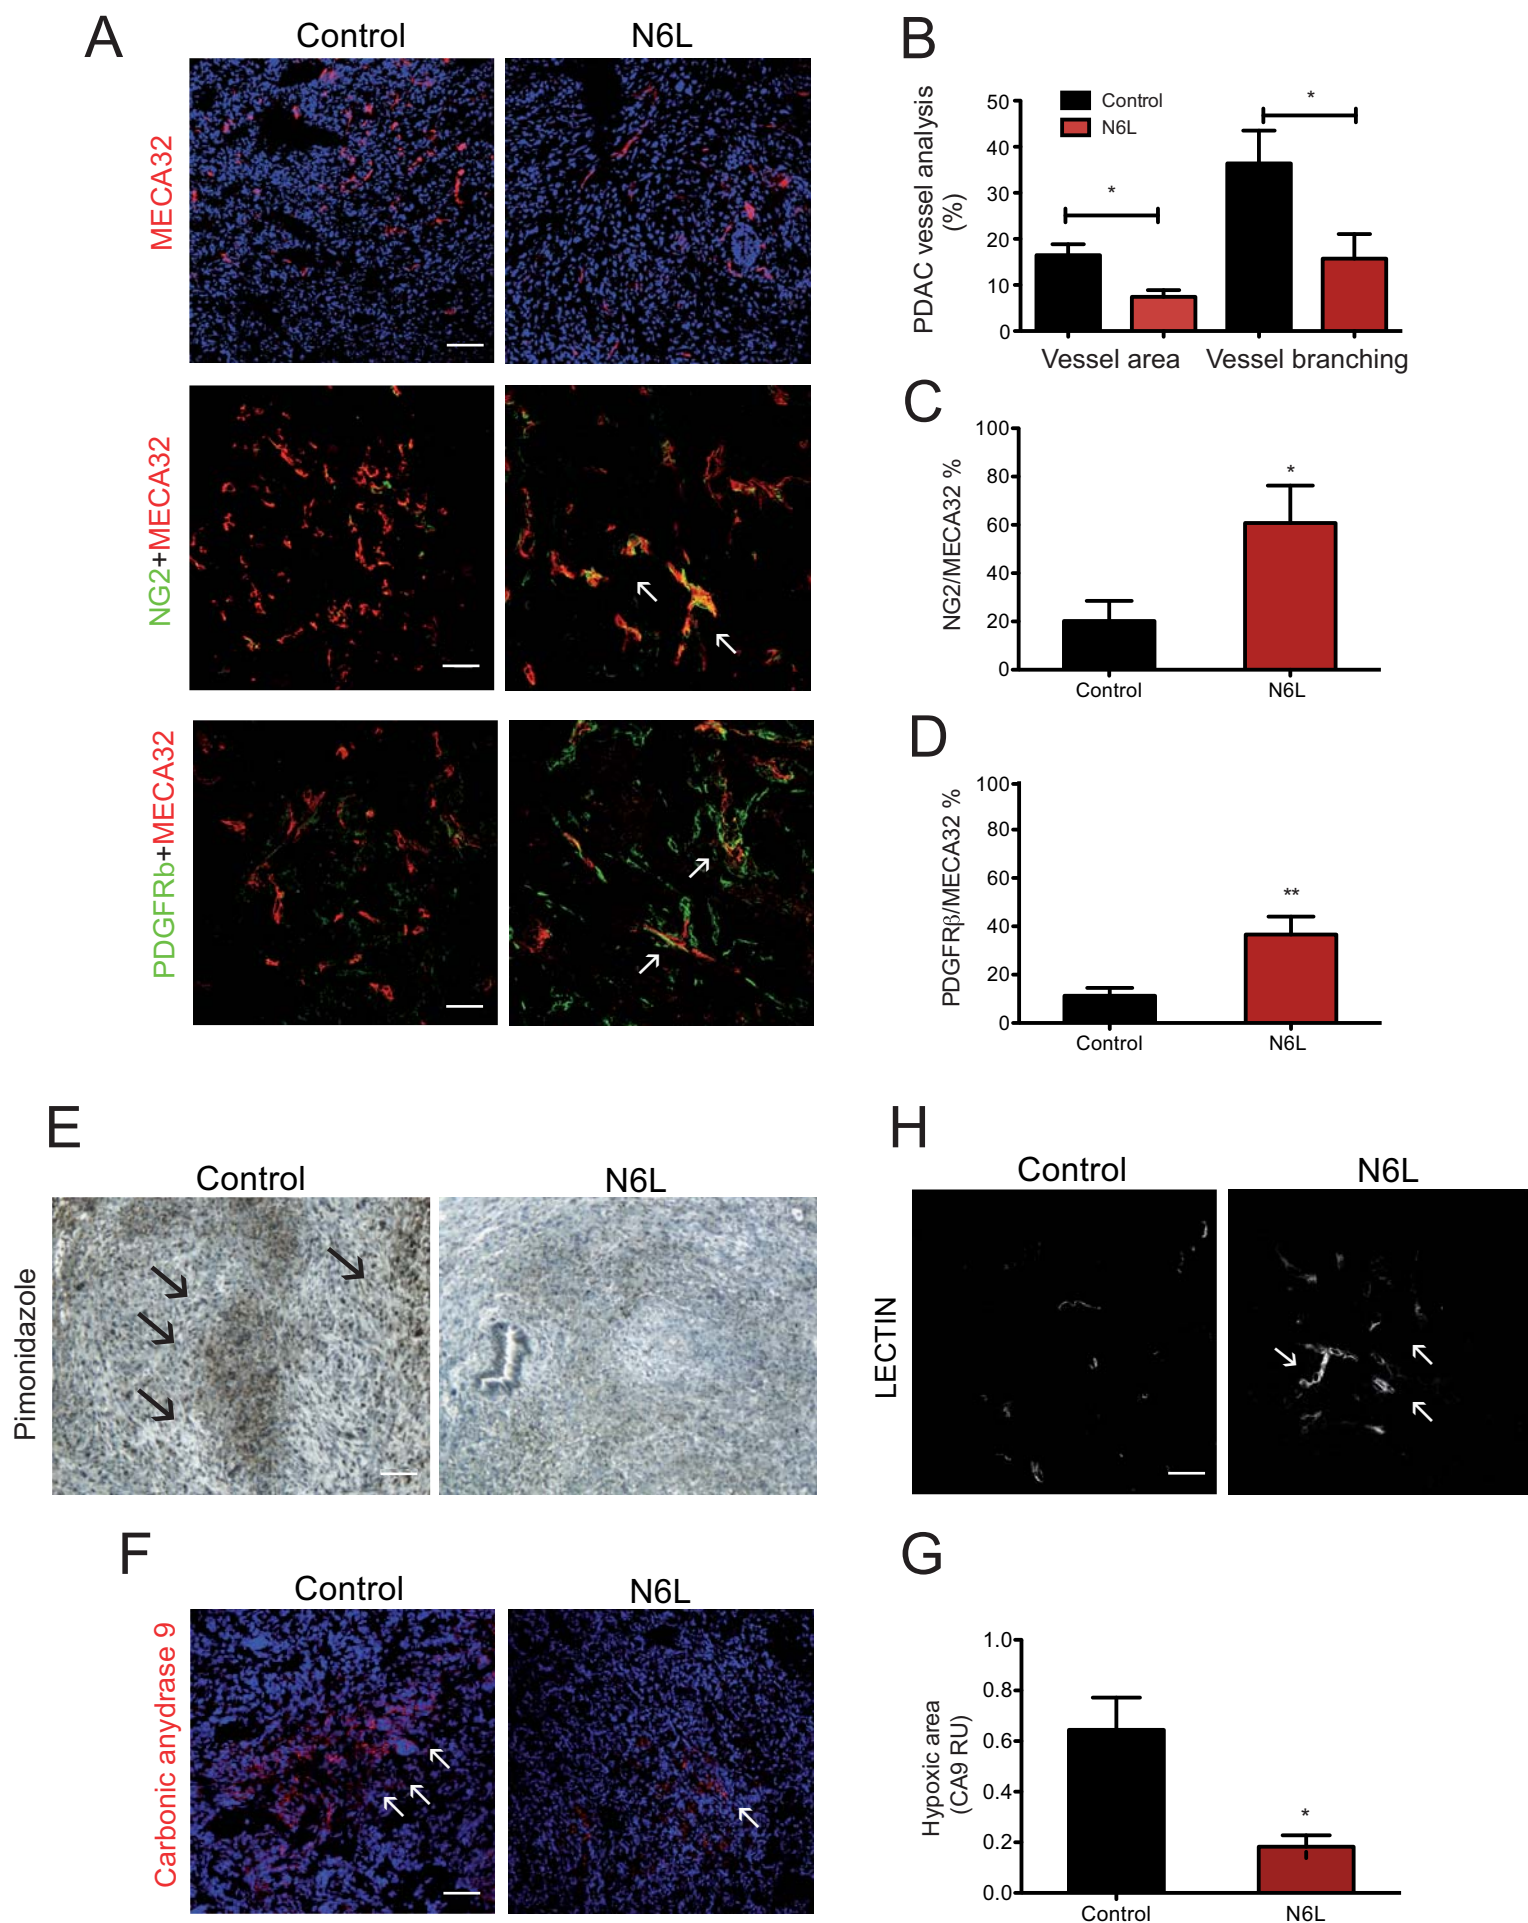 A
Control
N6L
MECA32
NG2+MECA32
PDGFRb+MECA32
B
PDAC vessel analysis
(%)
50
40
30
20
10
0
Control
N6L
*
*
Vessel area
Vessel branching
C
NG2/MECA32 %
100
80
60
40
20
0
*
Control
N6L
D
PDGFRβ/MECA32 %
100
80
60
40
20
0
**
Control
N6L
E
Control
N6L
Pimonidazole
H
Control
N6L
LECTIN
F
Control
N6L
Carbonic anydrase 9
G
Hypoxic area
(CA9 RU)
1.0
0.8
0.6
0.4
0.2
0.0
*
Control
N6L